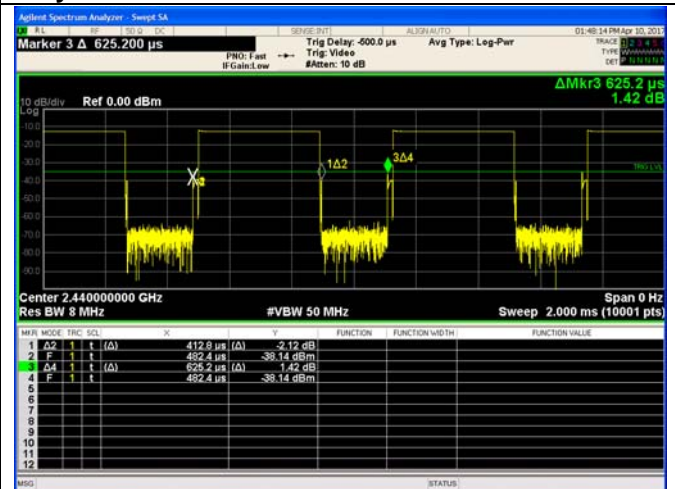 Agilent Spectrum Analyzer - Swept SA
RL RF 50 Ω DC SENSE:INT ALIGN AUTO 01:48:14 PM Apr 10, 2017
Marker 3 Δ 625.200 μs
Trig Delay: -500.0 μs Avg Type: Log-Pwr
TRACE 1 2 3 4 5
PNO: Fast Trig: Video
TYPE
IFGain:Low #Atten: 10 dB
DET P N N N N
ΔMkr3 625.2 μs
10 dB/div Ref 0.00 dBm 1.42 dB
Log
-10.0
-20.0
-30.0
TRIG LVL
1Δ2
3Δ4
-40.0
-50.0
-60.0
-70.0
-80.0
-90.0
Center 2.440000000 GHz Span 0 Hz
Res BW 8 MHz #VBW 50 MHz Sweep 2.000 ms (10001 pts)
MKR MODE TRC SCL X Y FUNCTION FUNCTION WIDTH FUNCTION VALUE
1 Δ2 1 t (Δ) 412.8 μs (Δ) -2.12 dB
2 F 1 t 482.4 μs -38.14 dBm
3 Δ4 1 t (Δ) 625.2 μs (Δ) 1.42 dB
4 F 1 t 482.4 μs -38.14 dBm
5
6
7
8
9
10
11
12
MSG STATUS